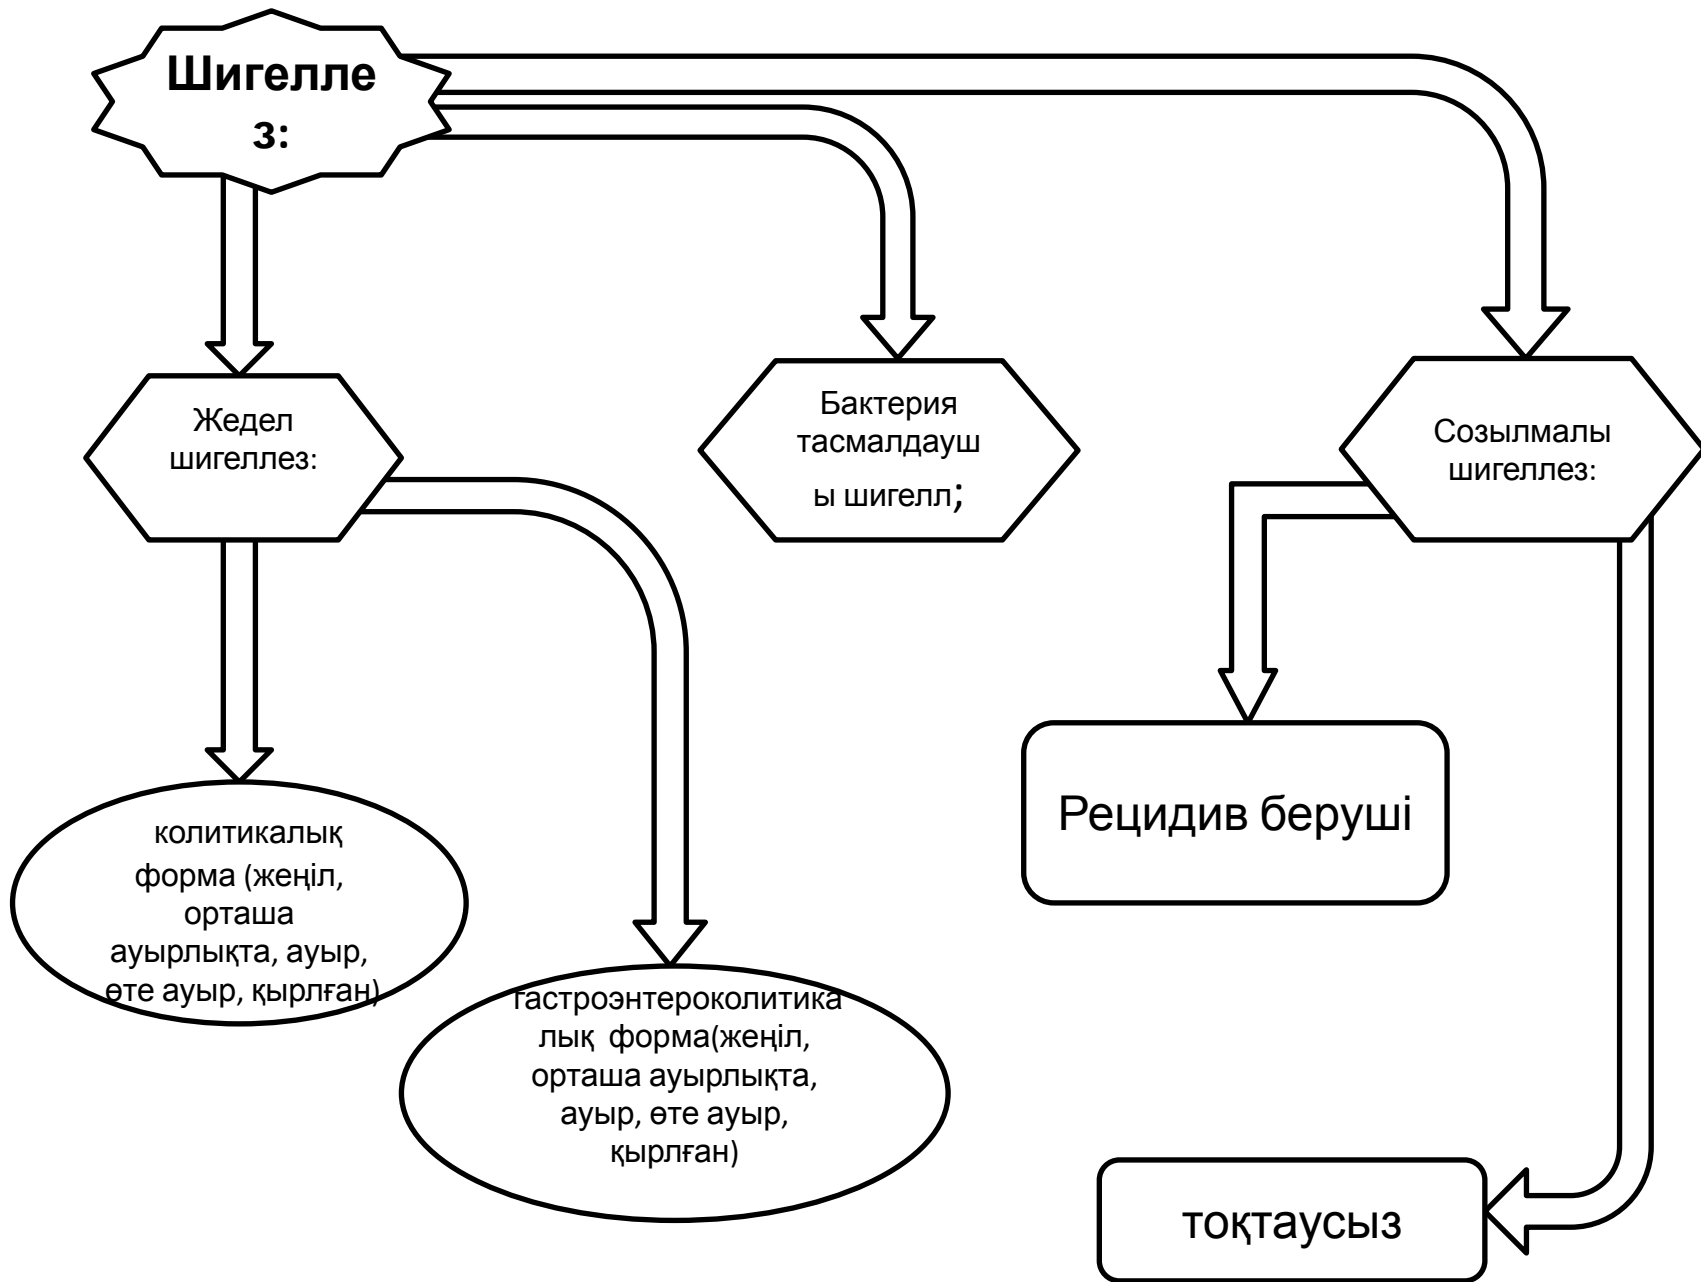 Шигелле
з:
Жедел
шигеллез:
Бактерия
тасмалдауш
ы шигелл;
Созылмалы
шигеллез:
Рецидив беруші
колитикалық
форма (жеңіл,
орташа
ауырлықта, ауыр,
өте ауыр, қырлған)
гастроэнтероколитика
лық форма(жеңіл,
орташа ауырлықта,
ауыр, өте ауыр,
қырлған)
тоқтаусыз